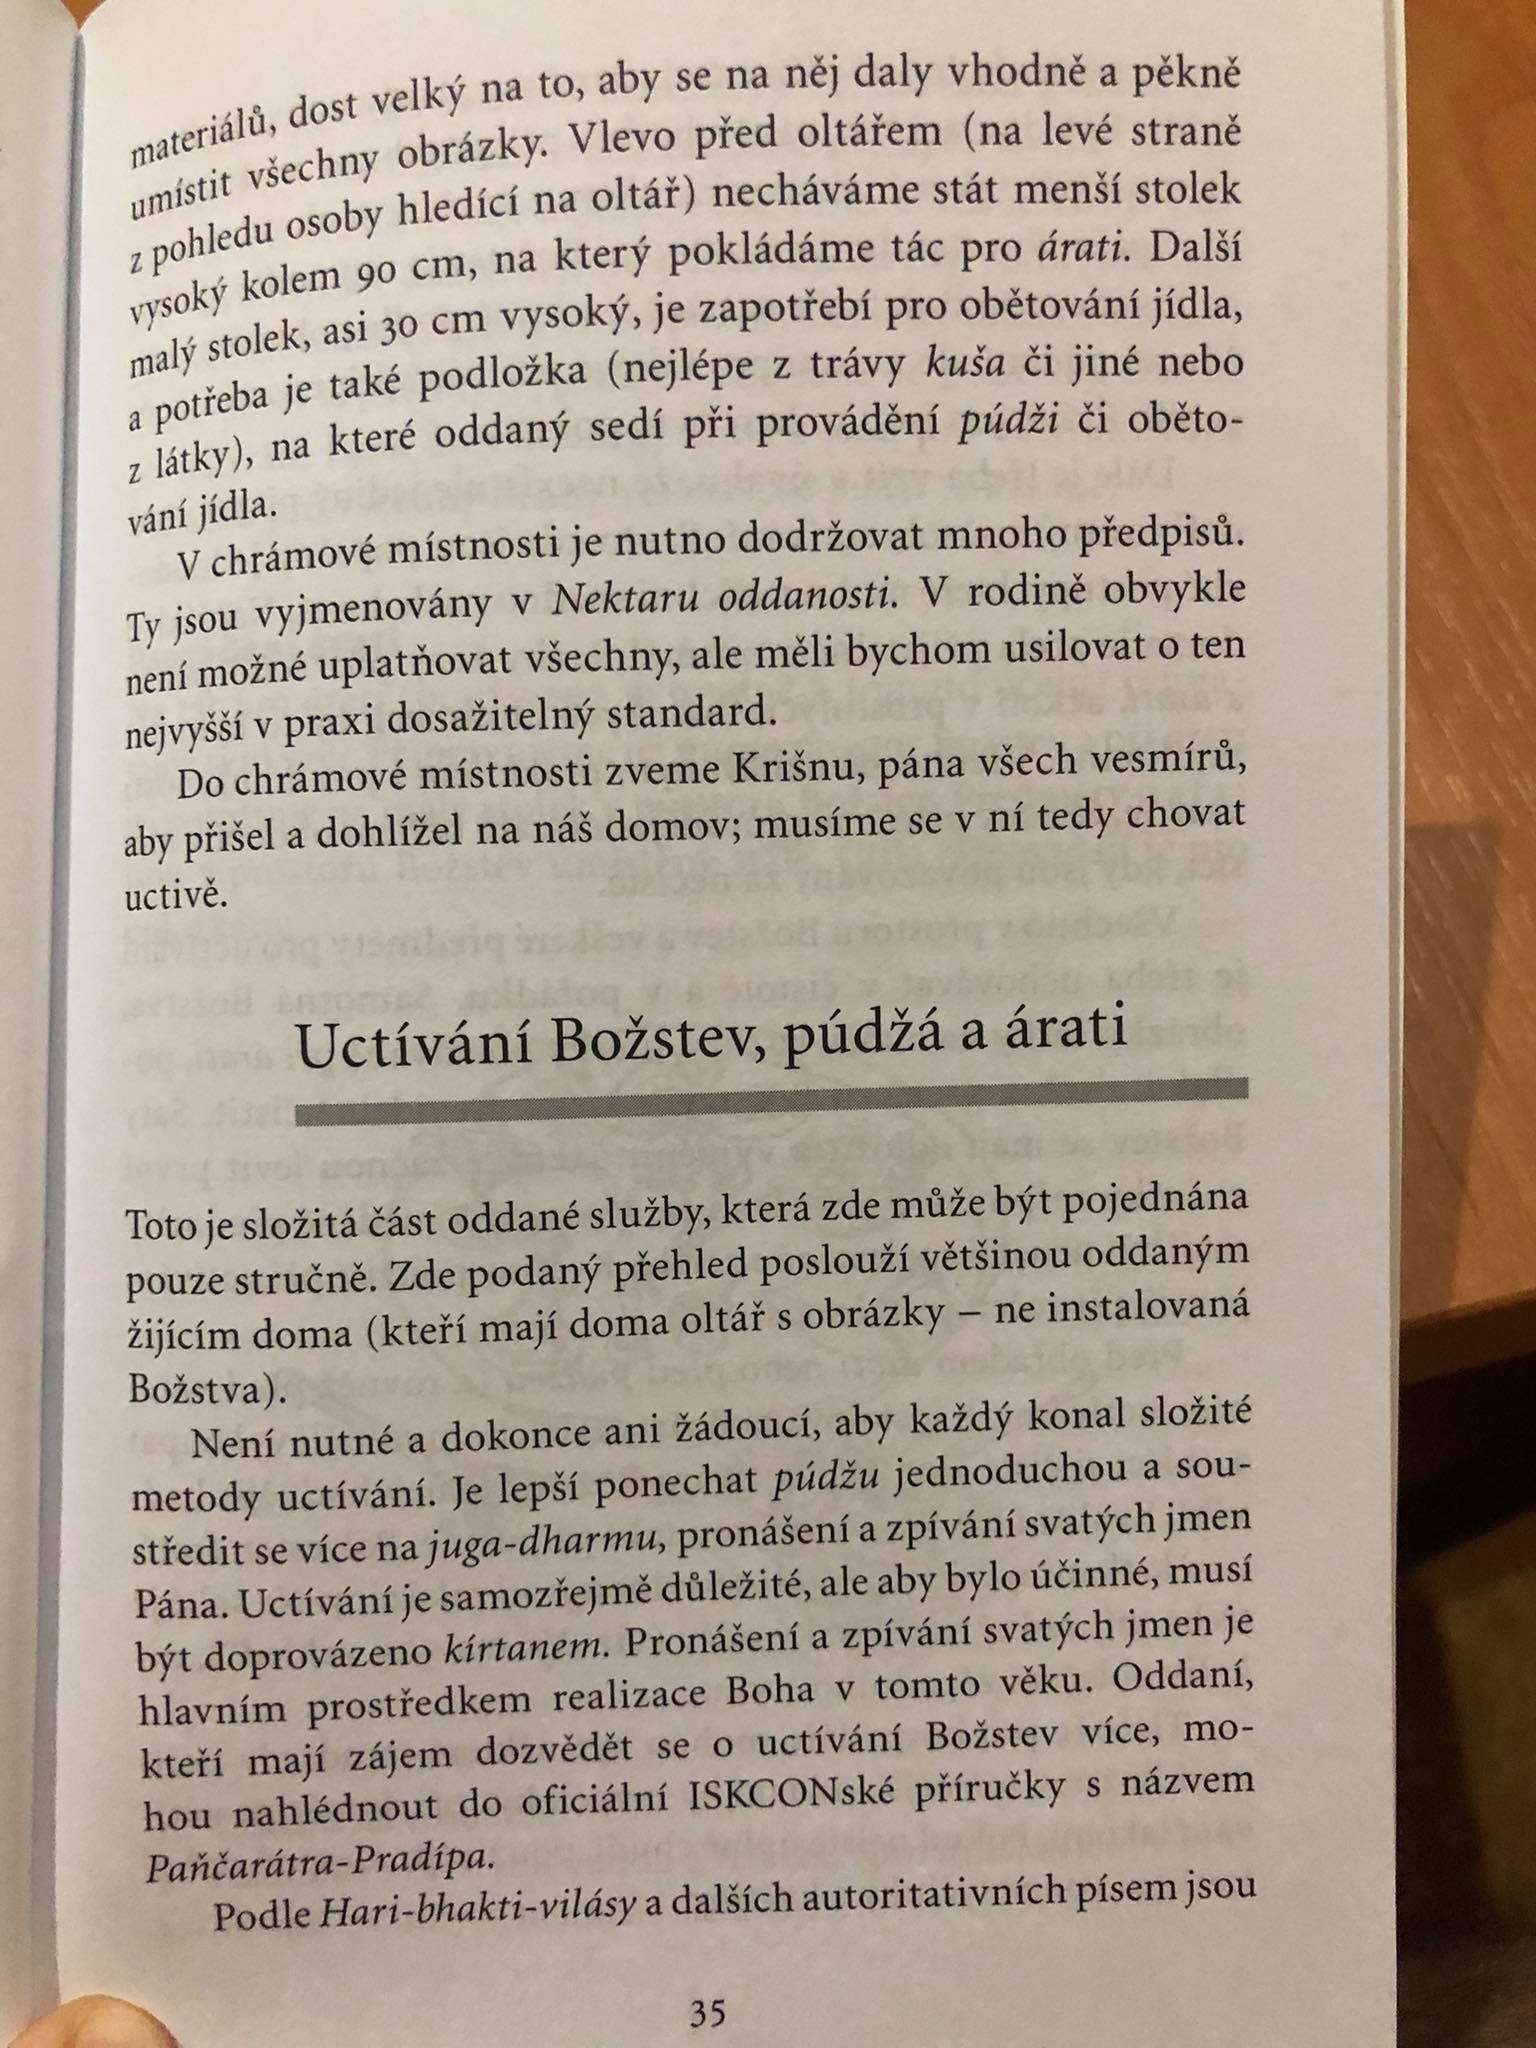 materiálů, dost velký na to, aby se na něj daly vhodně a pěkně
umístit všechny obrázky. Vlevo před oltářem (na levé straně
z pohledu osoby hledící na oltář) necháváme stát menší stolek
vysoký kolem 90 cm, na který pokládáme tác pro árati. Další
malý stolek, asi 30 cm vysoký, je zapotřebí pro obětování jídla,
a potřeba je také podložka (nejlépe z trávy kuša či jiné nebo
z látky), na které oddaný sedí při provádění púdži či oběto-
vání jídla.
V chrámové místnosti je nutno dodržovat mnoho předpisů.
Ty jsou vyjmenovány v Nektaru oddanosti. V rodině obvykle
není možné uplatňovat všechny, ale měli bychom usilovat o ten
nejvyšší v praxi dosažitelný standard.
Do chrámové místnosti zveme Krišnu, pána všech vesmírů,
aby přišel a dohlížel na náš domov; musíme se v ní tedy chovat
uctivě.
Uctívání Božstev, púdžá a árati
Toto je složitá část oddané služby, která zde může být pojednána
pouze stručně. Zde podaný přehled poslouží většinou oddaným
žijícím doma (kteří mají doma oltář s obrázky – ne instalovaná
Božstva).
Není nutné a dokonce ani žádoucí, aby každý konal složité
metody uctívání. Je lepší ponechat púdžu jednoduchou a sou-
středit se více na juga-dharmu, pronášení a zpívání svatých jmen
Pána. Uctívání je samozřejmě důležité, ale aby bylo účinné, musí
být doprovázeno kírtanem. Pronášení a zpívání svatých jmen je
hlavním prostředkem realizace Boha v tomto věku. Oddaní,
kteří mají zájem dozvědět se o uctívání Božstev více, mo-
hou nahlédnout do oficiální ISKCONské příručky s názvem
Paňčarátra-Pradípa.
Podle Hari-bhakti-vilásy a dalších autoritativních písem jsou
35